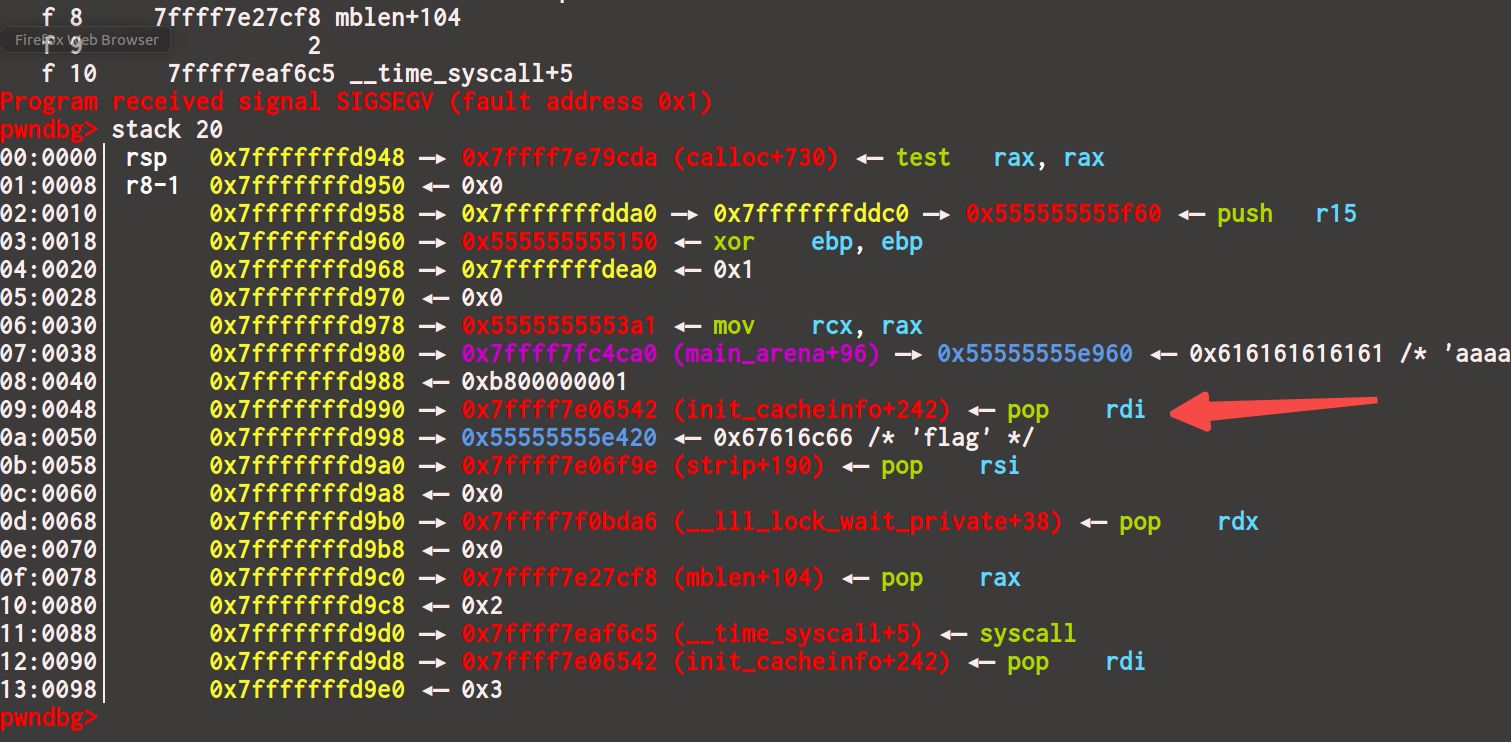 f 8 7ffff7e27cf8 mblen+104
Firefox Web Browser
f 9 2
f 10 7ffff7eaf6c5 __time_syscall+5
Program received signal SIGSEGV (fault address 0x1)
pwndbg> stack 20
00:0000│ rsp 0x7fffffffd948 —▸ 0x7ffff7e79cda (calloc+730) ◂— test rax, rax
01:0008│ r8-1 0x7fffffffd950 ◂— 0x0
02:0010│ 0x7fffffffd958 —▸ 0x7fffffffdda0 —▸ 0x7fffffffddc0 —▸ 0x555555555f60 ◂— push r15
03:0018│ 0x7fffffffd960 —▸ 0x555555555150 ◂— xor ebp, ebp
04:0020│ 0x7fffffffd968 —▸ 0x7fffffffdea0 ◂— 0x1
05:0028│ 0x7fffffffd970 ◂— 0x0
06:0030│ 0x7fffffffd978 —▸ 0x5555555553a1 ◂— mov rcx, rax
07:0038│ 0x7fffffffd980 —▸ 0x7ffff7fc4ca0 (main_arena+96) —▸ 0x55555555e960 ◂— 0x616161616161 /* 'aaaa
08:0040│ 0x7fffffffd988 ◂— 0xb800000001
09:0048│ 0x7fffffffd990 —▸ 0x7ffff7e06542 (init_cacheinfo+242) ◂— pop rdi
0a:0050│ 0x7fffffffd998 —▸ 0x55555555e420 ◂— 0x67616c66 /* 'flag' */
0b:0058│ 0x7fffffffd9a0 —▸ 0x7ffff7e06f9e (strip+190) ◂— pop rsi
0c:0060│ 0x7fffffffd9a8 ◂— 0x0
0d:0068│ 0x7fffffffd9b0 —▸ 0x7ffff7f0bda6 (__lll_lock_wait_private+38) ◂— pop rdx
0e:0070│ 0x7fffffffd9b8 ◂— 0x0
0f:0078│ 0x7fffffffd9c0 —▸ 0x7ffff7e27cf8 (mblen+104) ◂— pop rax
10:0080│ 0x7fffffffd9c8 ◂— 0x2
11:0088│ 0x7fffffffd9d0 —▸ 0x7ffff7eaf6c5 (__time_syscall+5) ◂— syscall
12:0090│ 0x7fffffffd9d8 —▸ 0x7ffff7e06542 (init_cacheinfo+242) ◂— pop rdi
13:0098│ 0x7fffffffd9e0 ◂— 0x3
pwndbg>